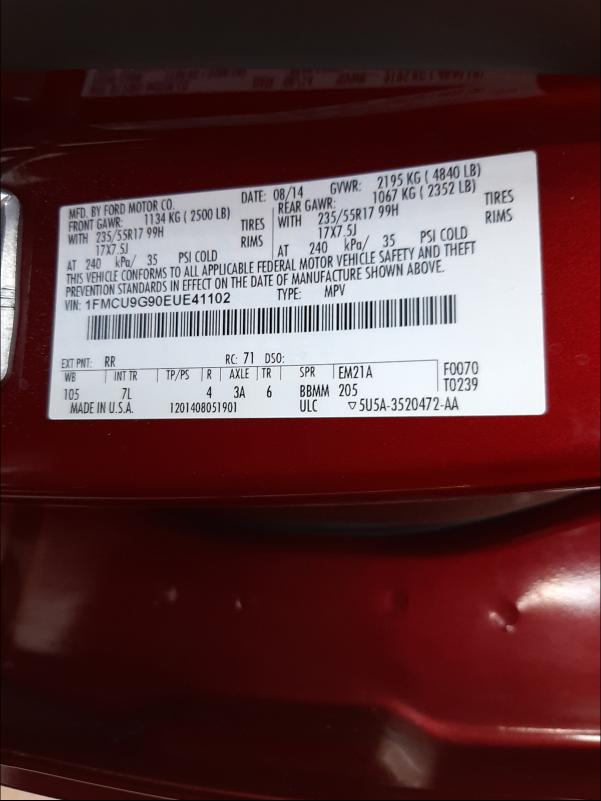 MFD. BY FORD MOTOR CO. DATE: 08/14 GVWR: 2195 KG ( 4840 LB)
FRONT GAWR: 1134 KG ( 2500 LB) REAR GAWR: 1067 KG ( 2352 LB)
WITH 235/55R17 99H TIRES WITH 235/55R17 99H TIRES
17X7.5J RIMS 17X7.5J RIMS
AT 240 kPa/ 35 PSI COLD AT 240 kPa/ 35 PSI COLD
THIS VEHICLE CONFORMS TO ALL APPLICABLE FEDERAL MOTOR VEHICLE SAFETY AND THEFT
PREVENTION STANDARDS IN EFFECT ON THE DATE OF MANUFACTURE SHOWN ABOVE.
VIN: 1FMCU9G90EUE41102 TYPE: MPV
EXT PNT: RR RC: 71 DSO:
WB INT TR TP/PS R AXLE TR SPR EM21A F0070
105 7L 4 3A 6 BBMM 205 T0239
MADE IN U.S.A. 1201408051901 ULC ▽5U5A-3520472-AA